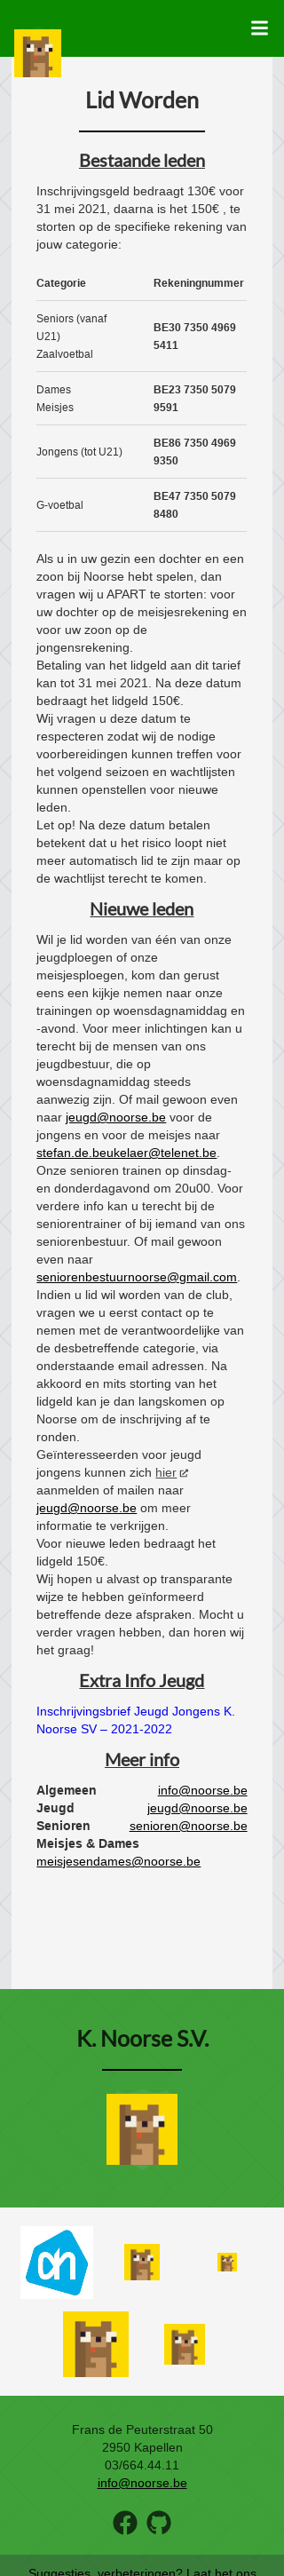 Lid Worden
Bestaande leden
Inschrijvingsgeld bedraagt 130€ voor
31 mei 2021, daarna is het 150€ , te
storten op de specifieke rekening van
jouw categorie:
Categorie Rekeningnummer
Seniors (vanaf
U21)
Zaalvoetbal
BE30 7350 4969
5411
Dames
Meisjes
BE23 7350 5079
9591
Jongens (tot U21)
BE86 7350 4969
9350
G-voetbal
BE47 7350 5079
8480
Als u in uw gezin een dochter en een
zoon bij Noorse hebt spelen, dan
vragen wij u APART te storten: voor
uw dochter op de meisjesrekening en
voor uw zoon op de
jongensrekening.
Betaling van het lidgeld aan dit tarief
kan tot 31 mei 2021. Na deze datum
bedraagt het lidgeld 150€.
Wij vragen u deze datum te
respecteren zodat wij de nodige
voorbereidingen kunnen treffen voor
het volgend seizoen en wachtlijsten
kunnen openstellen voor nieuwe
leden.
Let op! Na deze datum betalen
betekent dat u het risico loopt niet
meer automatisch lid te zijn maar op
de wachtlijst terecht te komen.
Nieuwe leden
Wil je lid worden van één van onze
jeugdploegen of onze
meisjesploegen, kom dan gerust
eens een kijkje nemen naar onze
trainingen op woensdagnamiddag en
-avond. Voor meer inlichtingen kan u
terecht bij de mensen van ons
jeugdbestuur, die op
woensdagnamiddag steeds
aanwezig zijn. Of mail gewoon even
naar jeugd@noorse.be voor de
jongens en voor de meisjes naar
stefan.de.beukelaer@telenet.be.
Onze senioren trainen op dinsdag-
en donderdagavond om 20u00. Voor
verdere info kan u terecht bij de
seniorentrainer of bij iemand van ons
seniorenbestuur. Of mail gewoon
even naar
seniorenbestuurnoorse@gmail.com.
Indien u lid wil worden van de club,
vragen we u eerst contact op te
nemen met de verantwoordelijke van
de desbetreffende categorie, via
onderstaande email adressen. Na
akkoord en mits storting van het
lidgeld kan je dan langskomen op
Noorse om de inschrijving af te
ronden.
Geïnteresseerden voor jeugd
jongens kunnen zich hier
aanmelden of mailen naar
jeugd@noorse.be om meer
informatie te verkrijgen.
Voor nieuwe leden bedraagt het
lidgeld 150€.
Wij hopen u alvast op transparante
wijze te hebben geïnformeerd
betreffende deze afspraken. Mocht u
verder vragen hebben, dan horen wij
het graag!
Extra Info Jeugd
Inschrijvingsbrief Jeugd Jongens K.
Noorse SV – 2021-2022
Meer info
Algemeen info@noorse.be
Jeugd jeugd@noorse.be
Senioren senioren@noorse.be
Meisjes & Dames
meisjesendames@noorse.be
K. Noorse S.V.
ah
Frans de Peuterstraat 50
2950 Kapellen
03/664.44.11
info@noorse.be
Suggesties, verbeteringen? Laat het ons